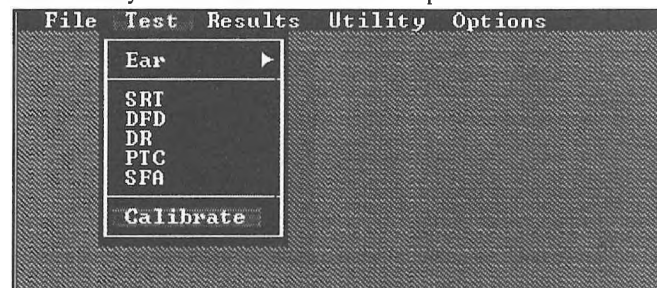 File Test Results Utility Options
Ear
SRT
DFD
DR
PTC
SFA
Calibrate